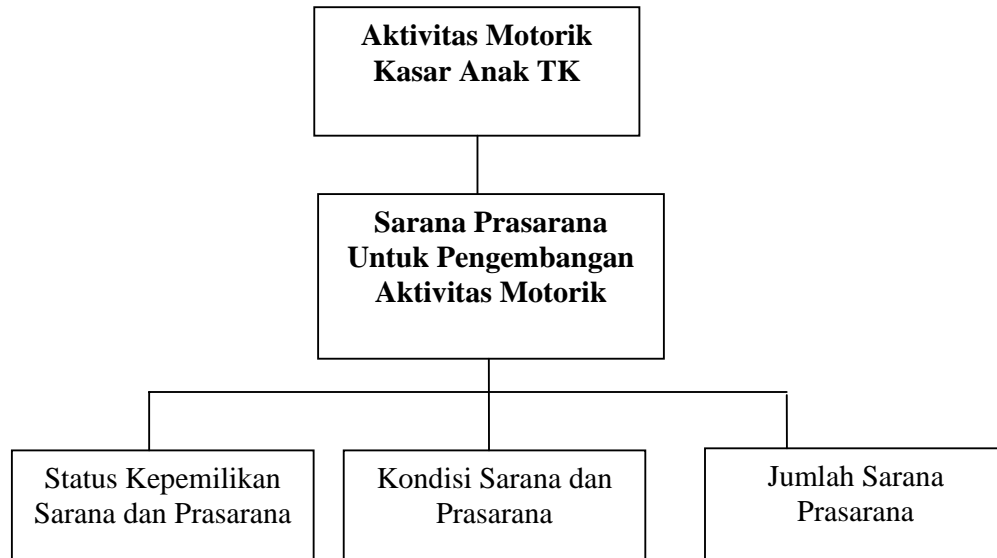 Aktivitas Motorik
Kasar Anak TK
Sarana Prasarana
Untuk Pengembangan
Aktivitas Motorik
Status Kepemilikan
Sarana dan Prasarana
Kondisi Sarana dan
Prasarana
Jumlah Sarana
Prasarana